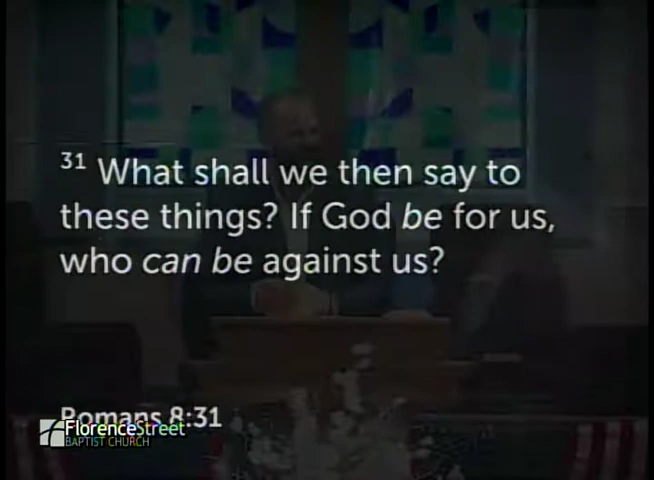 31 What shall we then say to
these things? If God be for us,
who can be against us?
Romans 8:31
FlorenceStreet
BAPTIST CHURCH